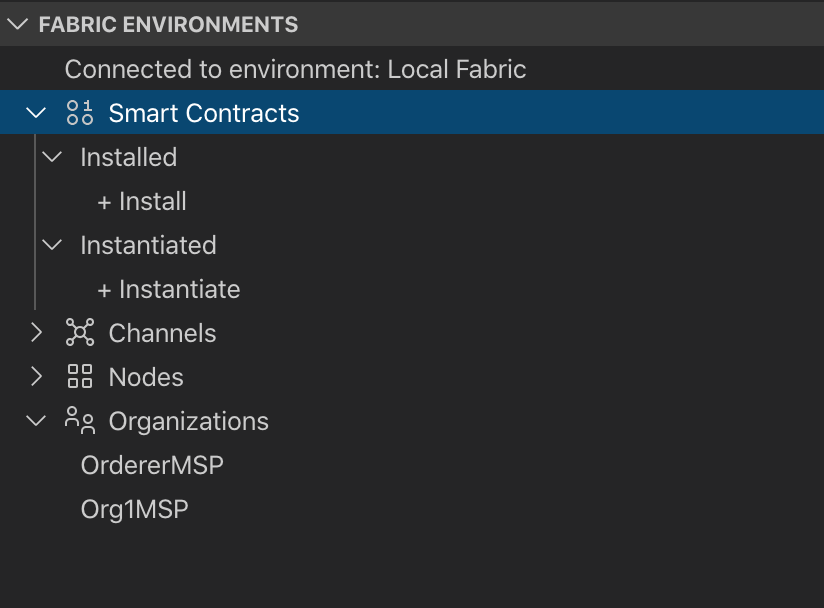 FABRIC ENVIRONMENTS
Connected to environment: Local Fabric
Smart Contracts
Installed
+ Install
Instantiated
+ Instantiate
Channels
Nodes
Organizations
OrdererMSP
Org1MSP